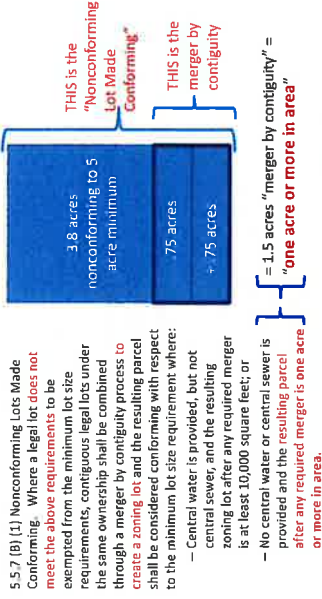 5.5.7 (B) (1) Nonconforming Lots Made
Conforming. Where a legal lot does not
meet the above requirements to be
exempted from the minimum lot size
requirements, contiguous legal lots under
the same ownership shall be combined
through a merger by contiguity process to
create a zoning lot and the resulting parcel
shall be considered conforming with respect
to the minimum lot size requirement where:
– Central water is provided, but not
central sewer, and the resulting
zoning lot after any required merger
is at least 10,000 square feet; or
– No central water or central sewer is
provided and the resulting parcel
after any required merger is one acre
or more in area.
3.8 acres
nonconforming to 5
acre minimum
.75 acres
+ .75 acres
THIS is the
"Nonconforming
Lot Made
Conforming"
THIS is the
merger by
contiguity
= 1.5 acres "merger by contiguity" =
"one acre or more in area"